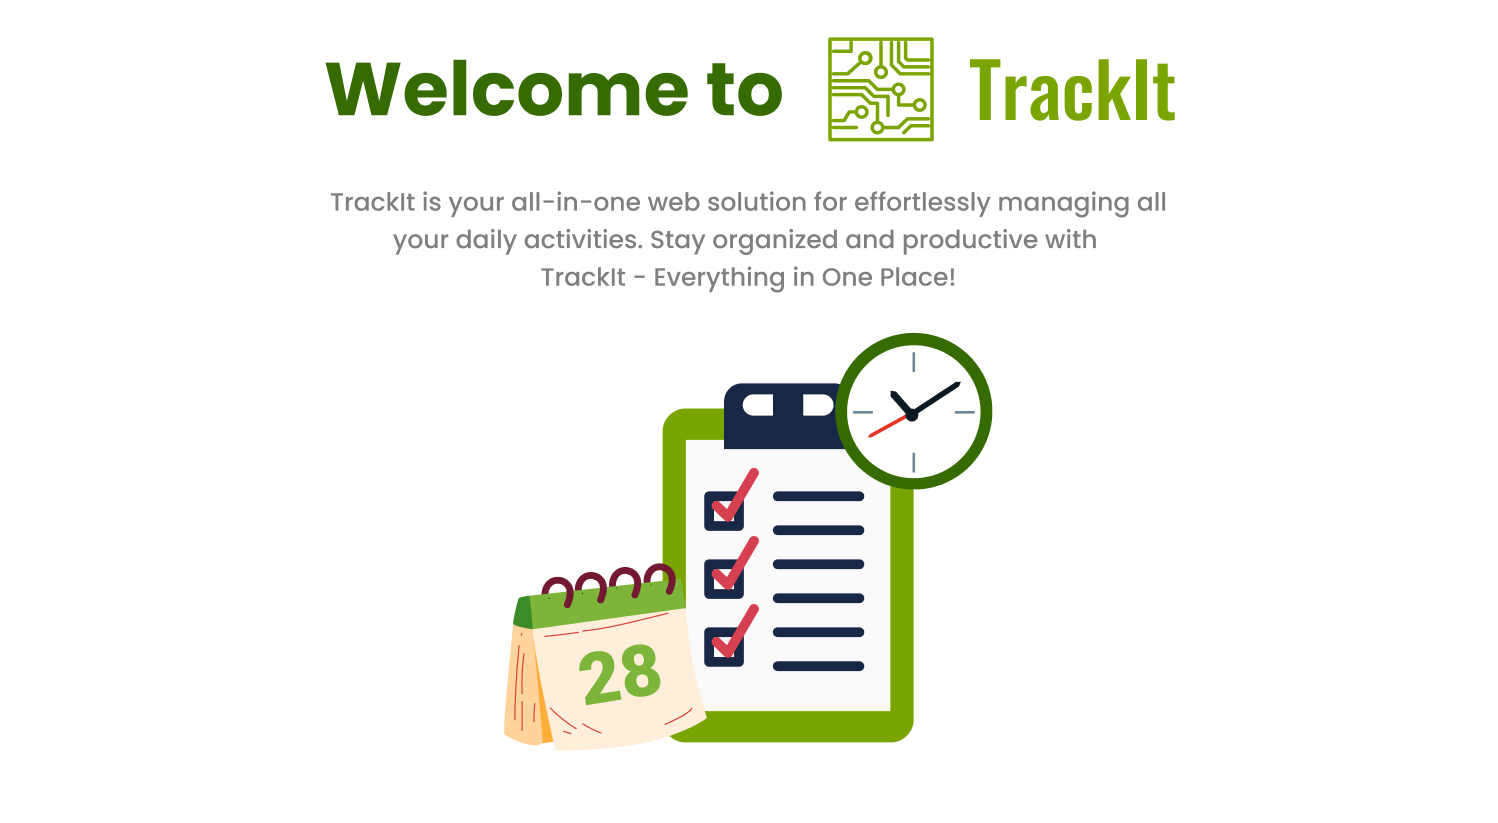 Welcome to TrackIt
TrackIt is your all-in-one web solution for effortlessly managing all
your daily activities. Stay organized and productive with
TrackIt - Everything in One Place!
28